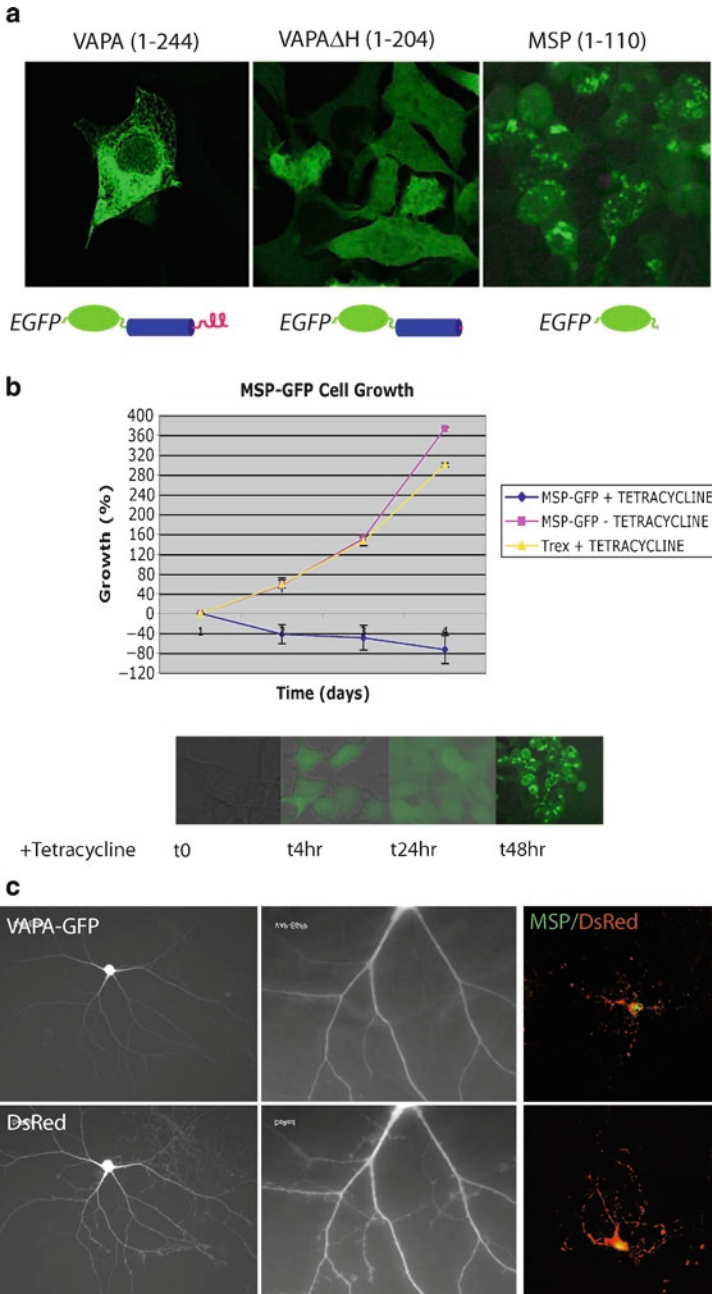 a
VAPA (1-244) VAPAΔH (1-204) MSP (1-110)
EGFP EGFP EGFP
b
MSP-GFP Cell Growth
400
360
320
280
240
200
160
120
80
40
0
−40
−80
−120
Growth (%)
1 2 3 4
Time (days)
MSP-GFP + TETRACYCLINE
MSP-GFP - TETRACYCLINE
Trex + TETRACYCLINE
+Tetracycline t0 t4hr t24hr t48hr
c
VAPA-GFP MSP/DsRed
DsRed